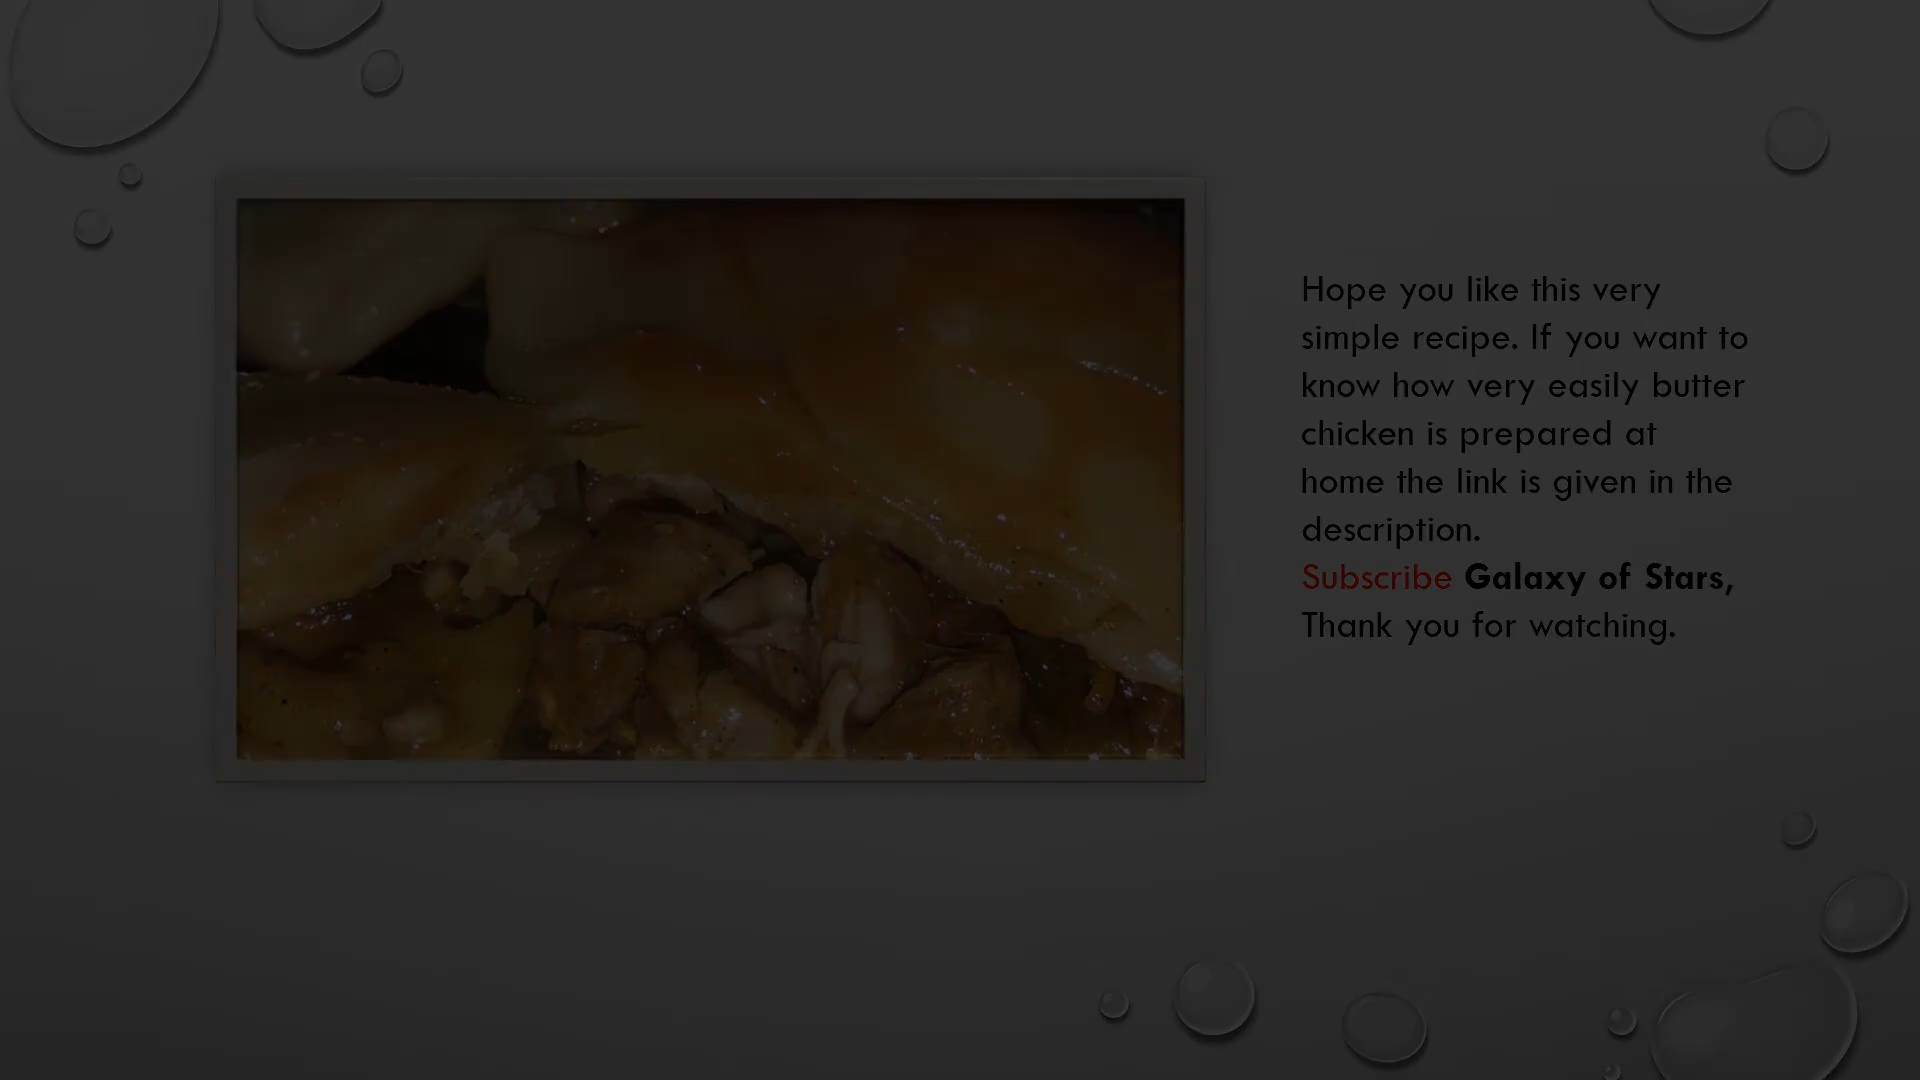 Hope you like this very
simple recipe. If you want to
know how very easily butter
chicken is prepared at
home the link is given in the
description.
Subscribe Galaxy of Stars,
Thank you for watching.